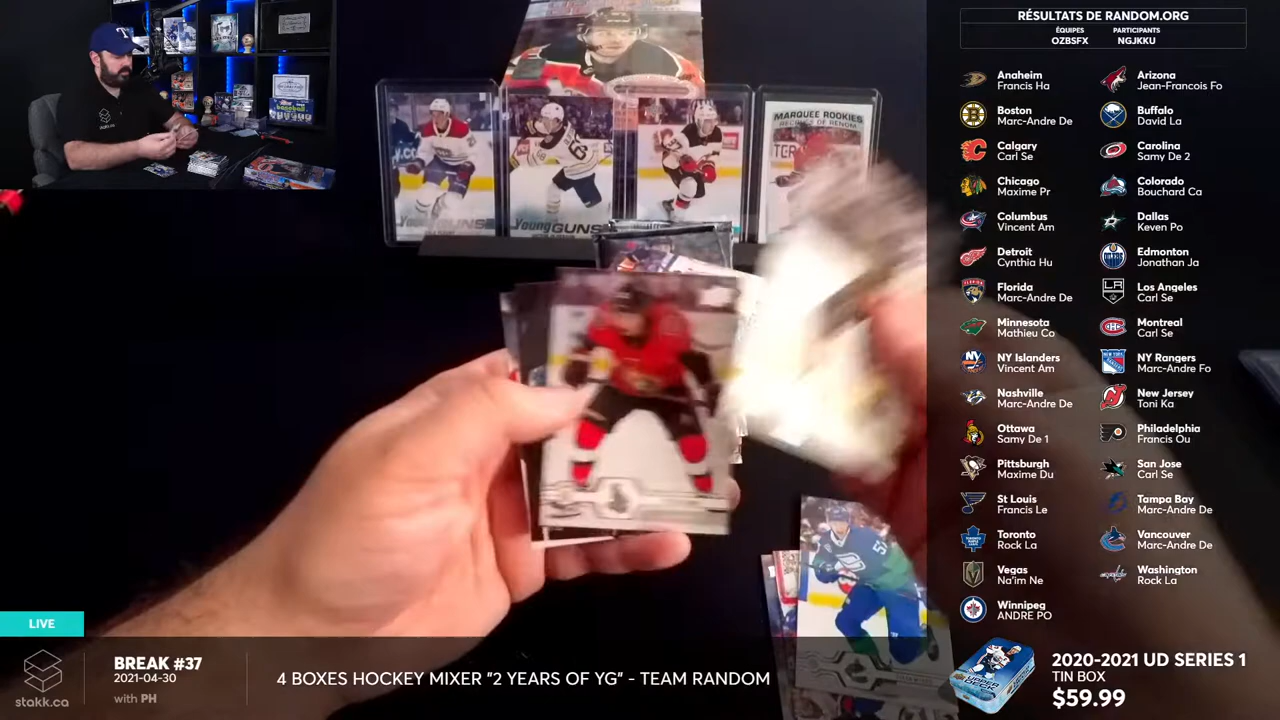 RÉSULTATS DE RANDOM.ORG
ÉQUIPES
OZBSFX
PARTICIPANTS
NGJKKU
Anaheim
Francis Ha
Arizona
Jean-Francois Fo
Boston
Marc-Andre De
Buffalo
David La
Calgary
Carl Se
Carolina
Samy De 2
Chicago
Maxime Pr
Colorado
Bouchard Ca
Columbus
Vincent Am
Dallas
Keven Po
Detroit
Cynthia Hu
Edmonton
Jonathan Ja
Florida
Marc-Andre De
Los Angeles
Carl Se
Minnesota
Mathieu Co
Montreal
Carl Se
NY Islanders
Vincent Am
NY Rangers
Marc-Andre Fo
Nashville
Marc-Andre De
New Jersey
Toni Ka
Ottawa
Samy De 1
Philadelphia
Francis Ou
Pittsburgh
Maxime Du
San Jose
Carl Se
St Louis
Francis Le
Tampa Bay
Marc-Andre De
Toronto
Rock La
Vancouver
Marc-Andre De
Vegas
Na'im Ne
Washington
Rock La
Winnipeg
ANDRE PO
MARQUEE ROOKIES
Young GUNS
LIVE
stakk.ca
BREAK #37
2021-04-30
with PH
4 BOXES HOCKEY MIXER "2 YEARS OF YG" - TEAM RANDOM
2020-2021 UD SERIES 1
TIN BOX
$59.99